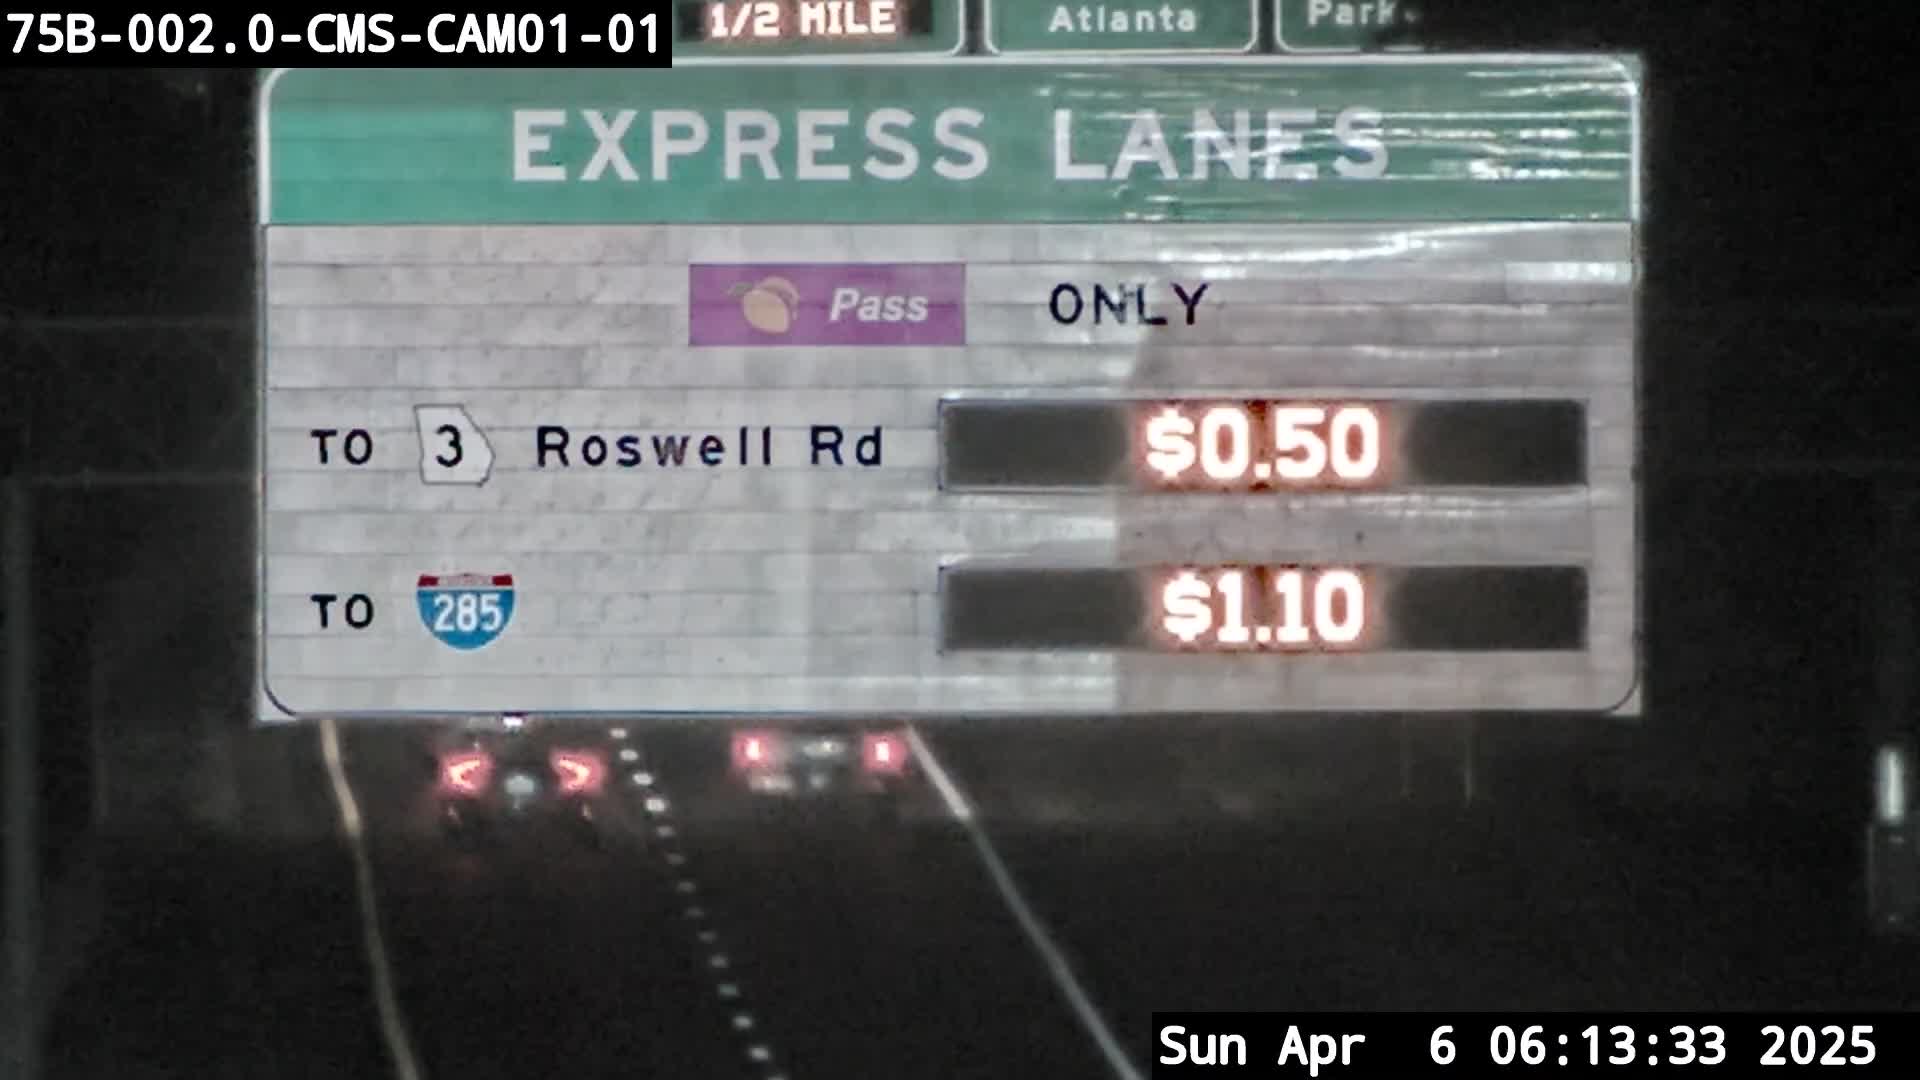 75B-002.0-CMS-CAM01-01
1/2 MILE
Atlanta
Park
EXPRESS LANES
Pass ONLY
TO 3 Roswell Rd $0.50
TO 285 $1.10
Sun Apr 6 06:13:33 2025